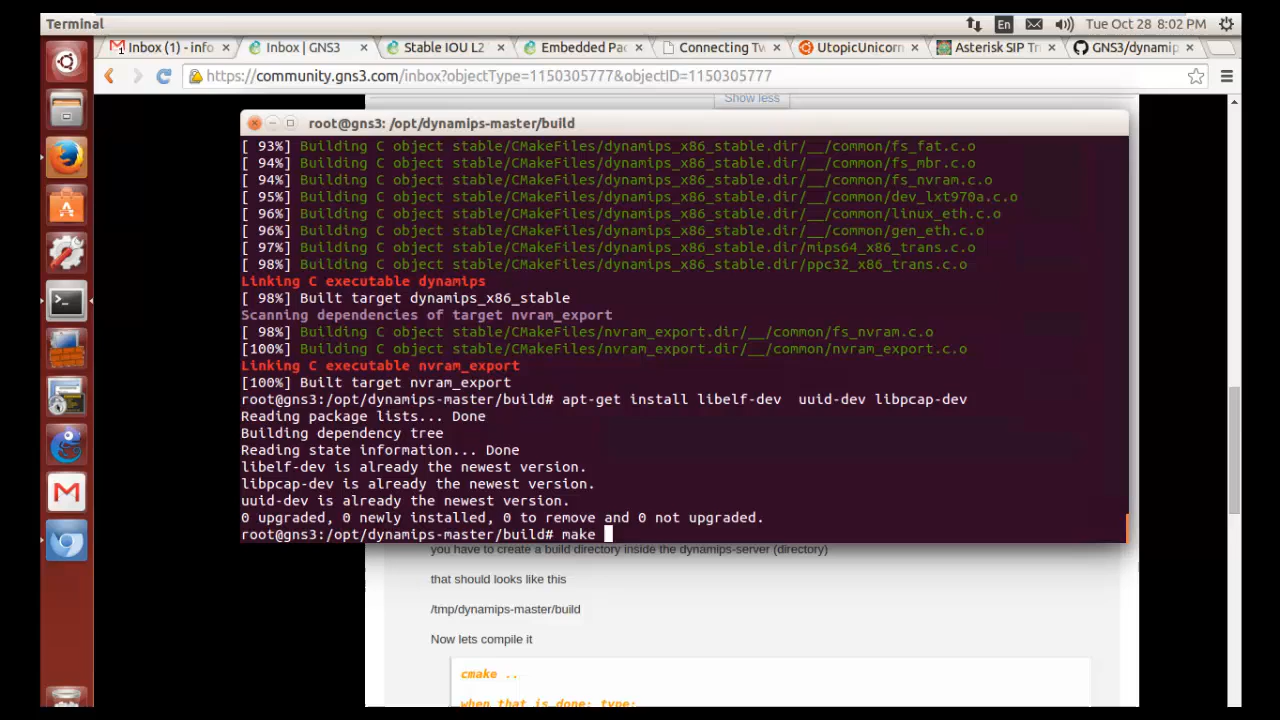 Terminal
En
Tue Oct 28 8:02 PM
Inbox (1) - info
Inbox | GNS3
Stable IOU L2
Embedded Pac
Connecting Tw
UtopicUnicorn
Asterisk SIP Tr
GNS3/dynamip
https://community.gns3.com/inbox?objectType=1150305777&objectID=1150305777
Show less
root@gns3: /opt/dynamips-master/build
[ 93%] Building C object stable/CMakeFiles/dynamips_x86_stable.dir/__/common/fs_fat.c.o
[ 94%] Building C object stable/CMakeFiles/dynamips_x86_stable.dir/__/common/fs_mbr.c.o
[ 94%] Building C object stable/CMakeFiles/dynamips_x86_stable.dir/__/common/fs_nvram.c.o
[ 95%] Building C object stable/CMakeFiles/dynamips_x86_stable.dir/__/common/dev_lxt970a.c.o
[ 96%] Building C object stable/CMakeFiles/dynamips_x86_stable.dir/__/common/linux_eth.c.o
[ 96%] Building C object stable/CMakeFiles/dynamips_x86_stable.dir/__/common/gen_eth.c.o
[ 97%] Building C object stable/CMakeFiles/dynamips_x86_stable.dir/mips64_x86_trans.c.o
[ 98%] Building C object stable/CMakeFiles/dynamips_x86_stable.dir/ppc32_x86_trans.c.o
Linking C executable dynamips
[ 98%] Built target dynamips_x86_stable
Scanning dependencies of target nvram_export
[ 98%] Building C object stable/CMakeFiles/nvram_export.dir/__/common/fs_nvram.c.o
[100%] Building C object stable/CMakeFiles/nvram_export.dir/__/common/nvram_export.c.o
Linking C executable nvram_export
[100%] Built target nvram_export
root@gns3:/opt/dynamips-master/build# apt-get install libelf-dev  uuid-dev libpcap-dev
Reading package lists... Done
Building dependency tree
Reading state information... Done
libelf-dev is already the newest version.
libpcap-dev is already the newest version.
uuid-dev is already the newest version.
0 upgraded, 0 newly installed, 0 to remove and 0 not upgraded.
root@gns3:/opt/dynamips-master/build# make
you have to create a build directory inside the dynamips-server (directory)
that should looks like this
/tmp/dynamips-master/build
Now lets compile it
cmake ..
when that is done: type: